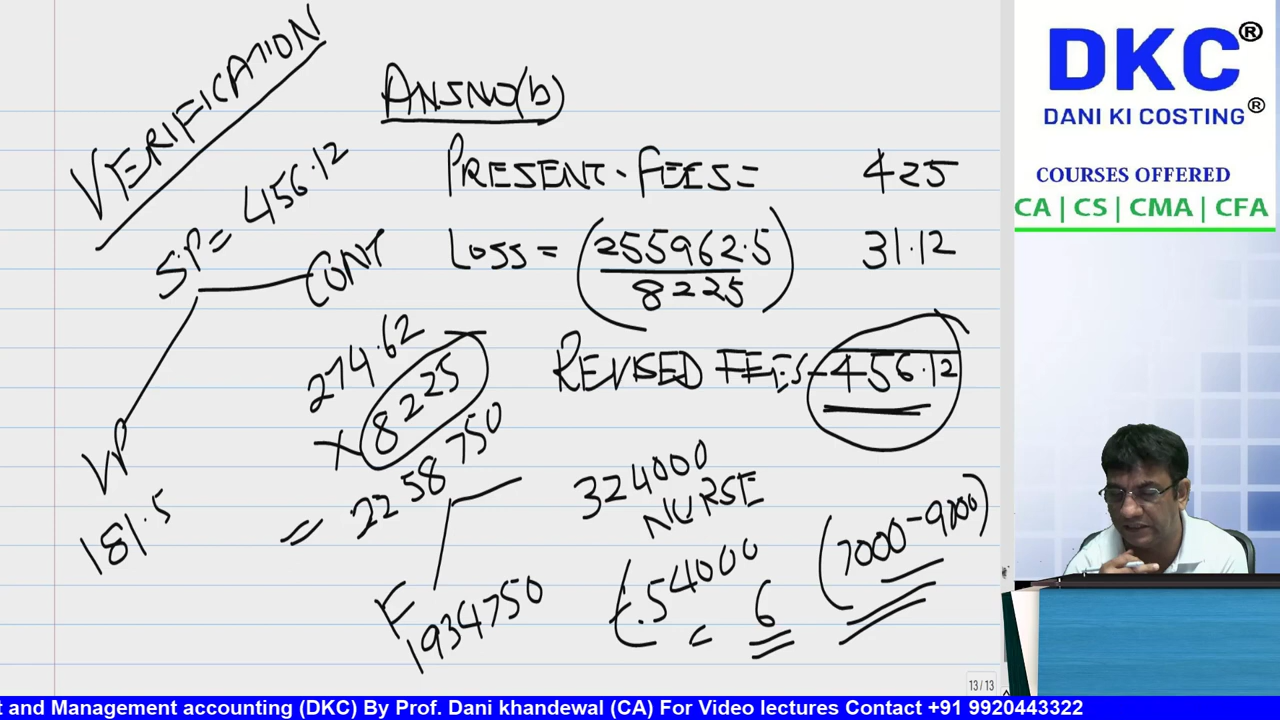 VERIFICATION
ANSNO(b)
PRESENT - FEES = 425
LOSS = (255962.5 / 8225) 31.12
REVISED FEES - 456.12
S.P = 456.12
CONT
274.62
X 8225
= 2258750
VP
181.5
F
1934750
324000
NURSE
(÷54000
= 6
(7000-9000)
DKC®
DANI KI COSTING®
COURSES OFFERED
CA | CS | CMA | CFA
13/13
t and Management accounting (DKC) By Prof. Dani khandewal (CA) For Video lectures Contact +91 9920443322